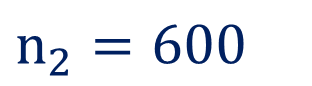 n₂ = 600